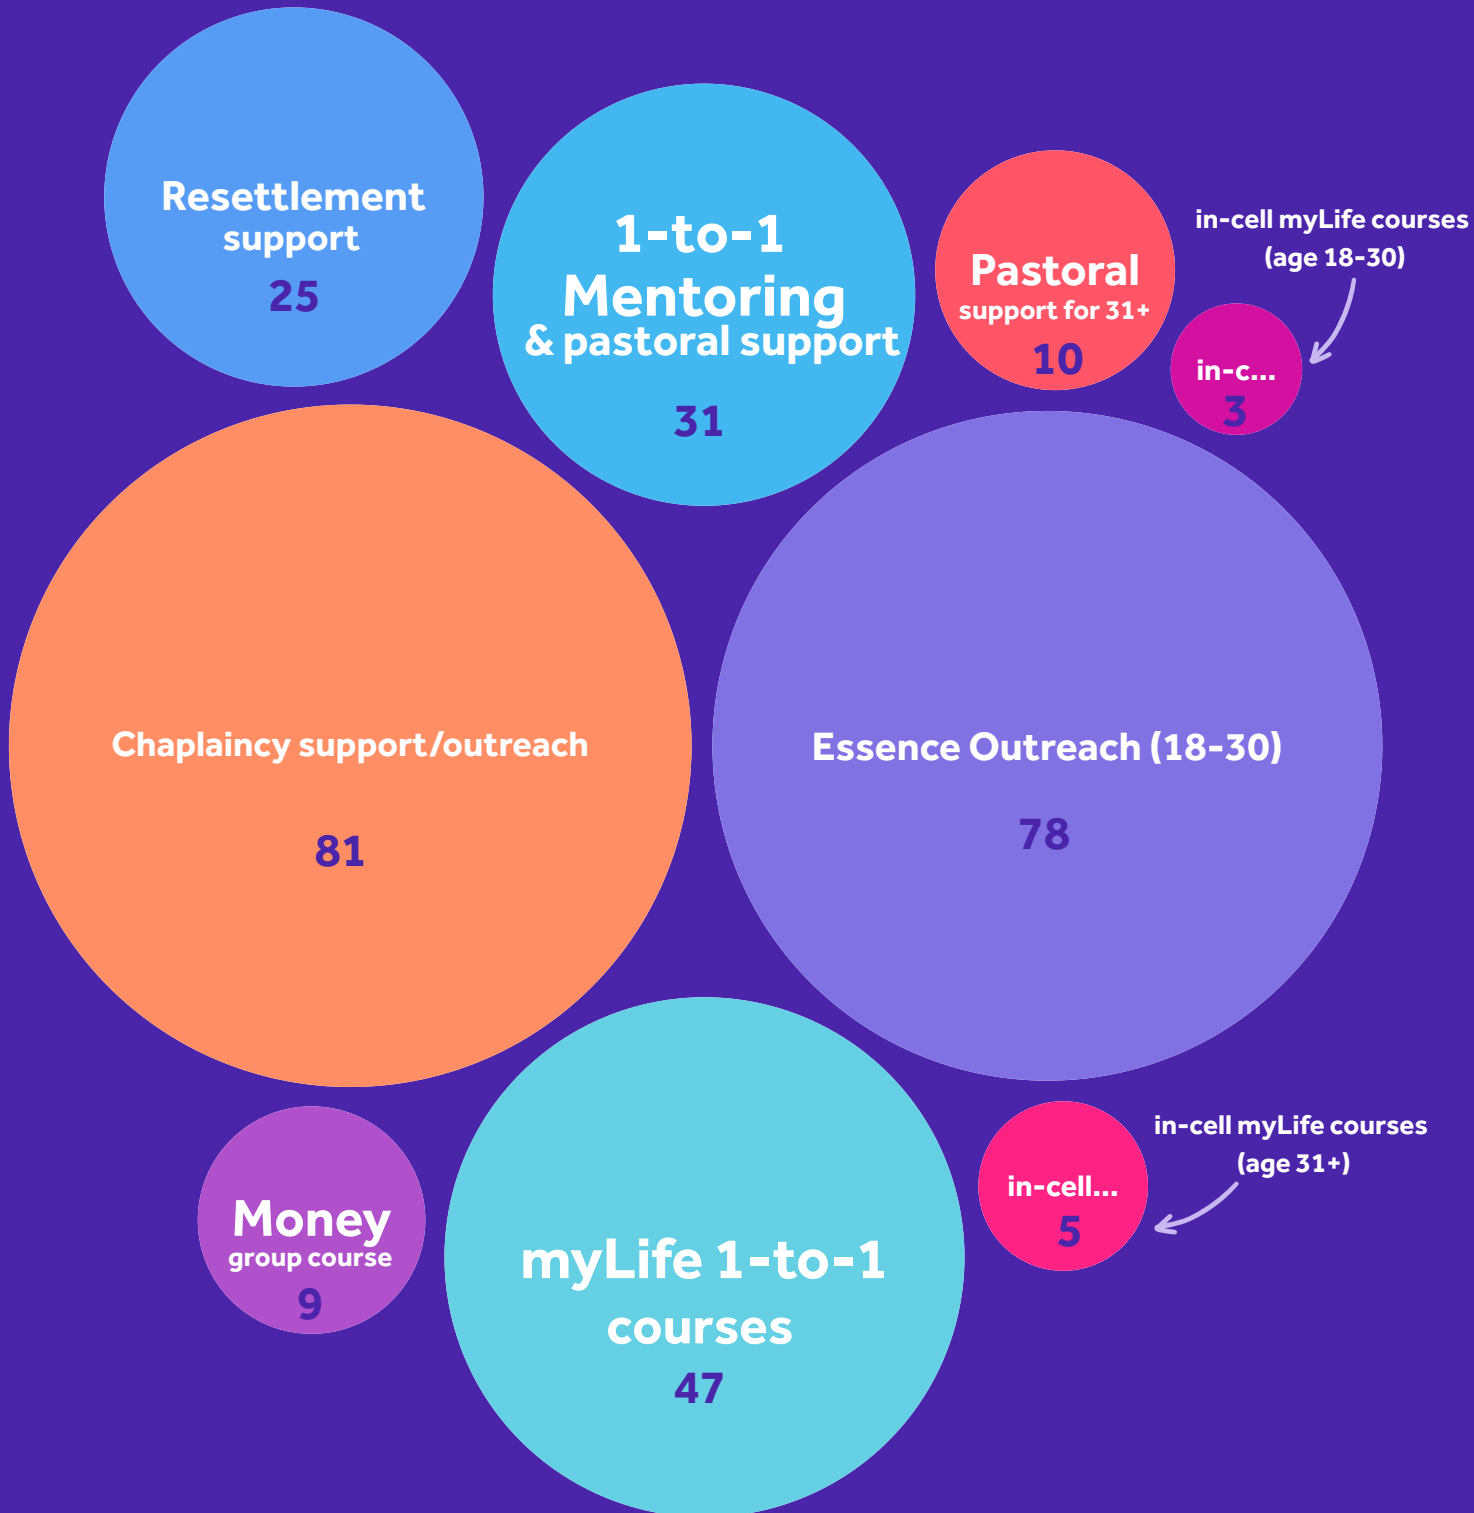 Resettlement
support
25
1-to-1
Mentoring
& pastoral support
31
Pastoral
support for 31+
10
in-cell myLife courses
(age 18-30)
in-c...
3
Chaplaincy support/outreach
81
Essence Outreach (18-30)
78
Money
group course
9
myLife 1-to-1
courses
47
in-cell...
5
in-cell myLife courses
(age 31+)